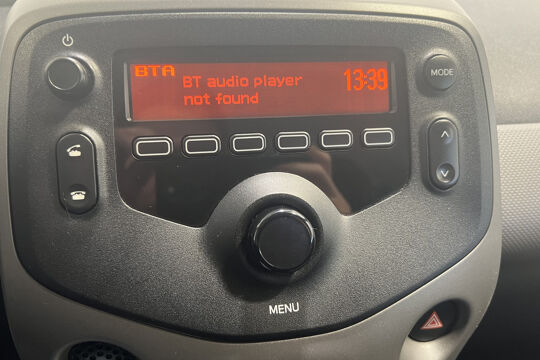 BTA
BT audio player
not found
13:39
MODE
MENU